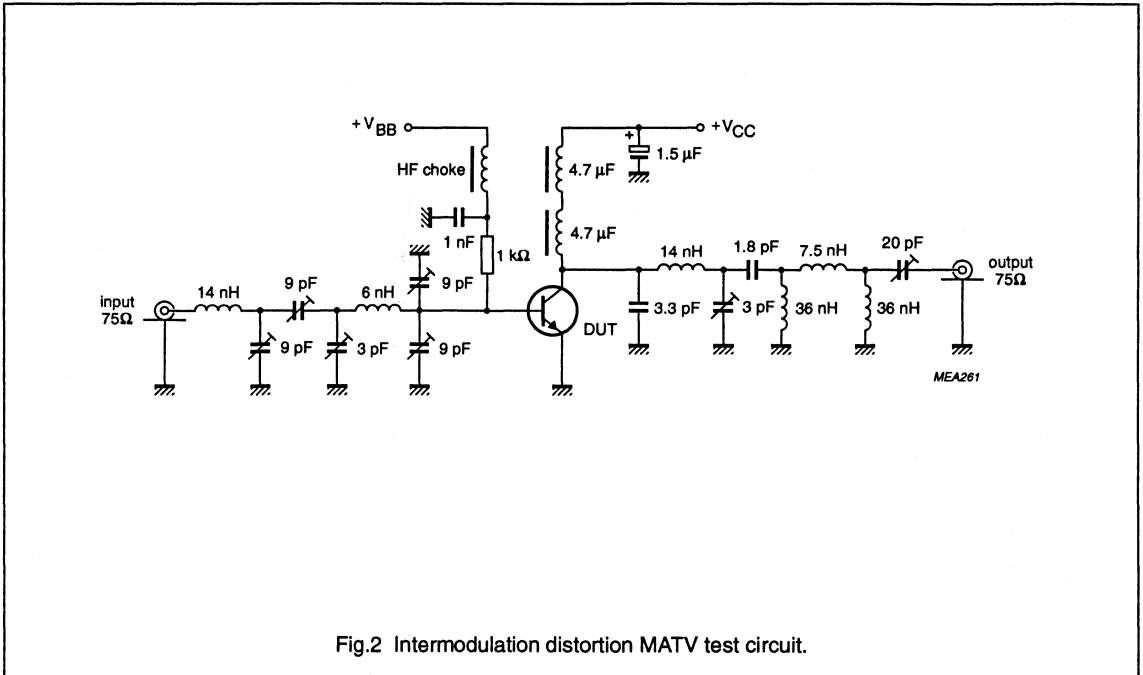 +VBB
+VCC
HF choke
4.7 μF
1.5 μF
1 nF
4.7 μF
1 kΩ
9 pF
14 nH
1.8 pF
7.5 nH
20 pF
output
75Ω
input
75Ω
14 nH
9 pF
6 nH
9 pF
3 pF
9 pF
DUT
3.3 pF
3 pF
36 nH
36 nH
MEA261
Fig.2 Intermodulation distortion MATV test circuit.